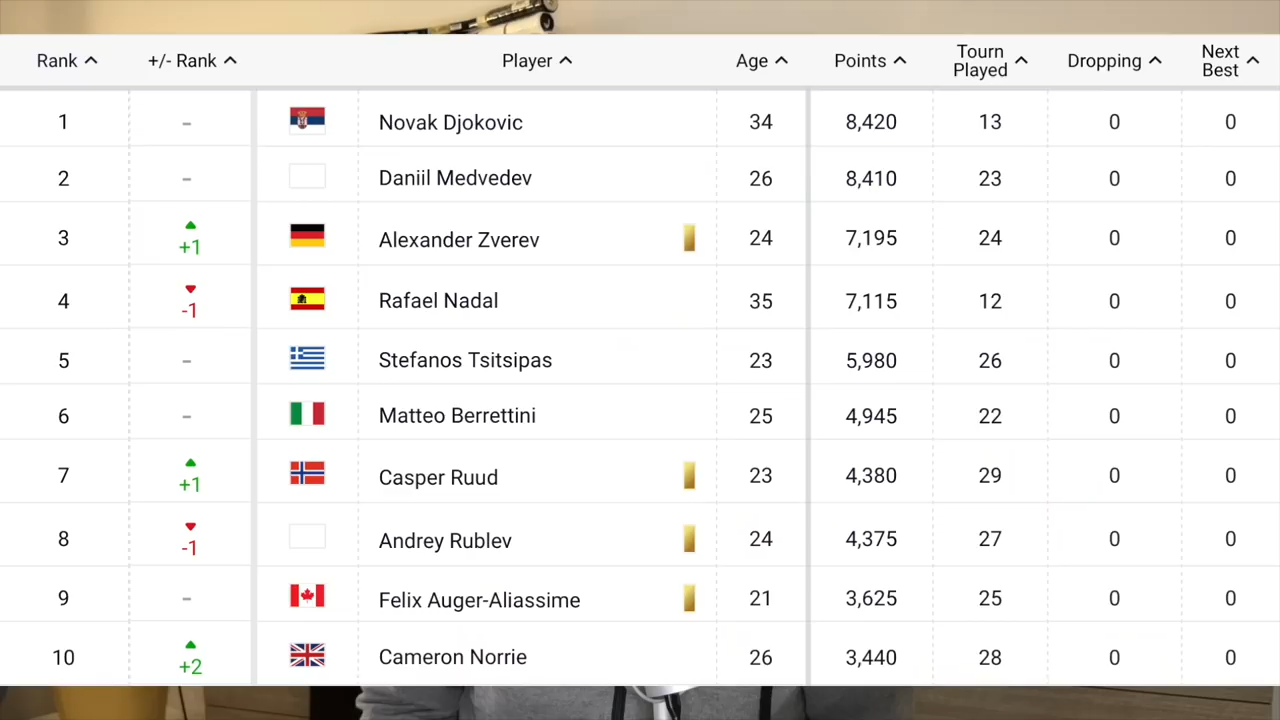 Rank +/- Rank Player Age Points Tourn Played Dropping Next Best
1 - Novak Djokovic 34 8,420 13 0 0
2 - Daniil Medvedev 26 8,410 23 0 0
3 +1 Alexander Zverev 24 7,195 24 0 0
4 -1 Rafael Nadal 35 7,115 12 0 0
5 - Stefanos Tsitsipas 23 5,980 26 0 0
6 - Matteo Berrettini 25 4,945 22 0 0
7 +1 Casper Ruud 23 4,380 29 0 0
8 -1 Andrey Rublev 24 4,375 27 0 0
9 - Felix Auger-Aliassime 21 3,625 25 0 0
10 +2 Cameron Norrie 26 3,440 28 0 0